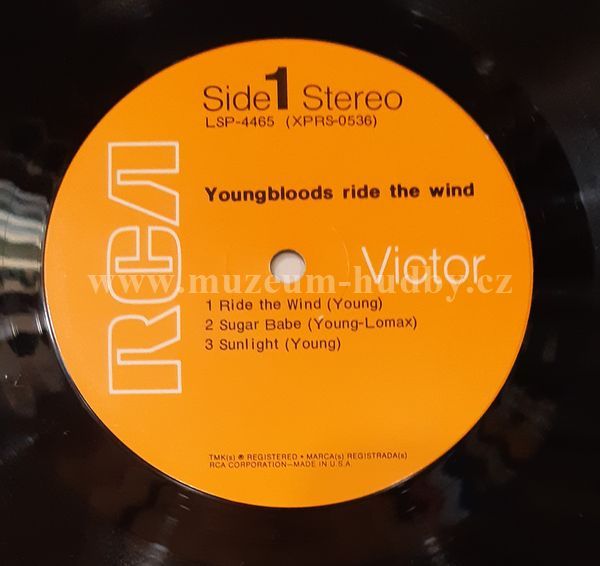 Side 1 Stereo
LSP-4465 (XPRS-0536)
Youngbloods ride the wind
RCA
Victor
www.muzeum-hudby.cz
1 Ride the Wind (Young)
2 Sugar Babe (Young-Lomax)
3 Sunlight (Young)
TMK(s) ® REGISTERED • MARCA(s) REGISTRADA(s)
RCA CORPORATION—MADE IN U.S.A.